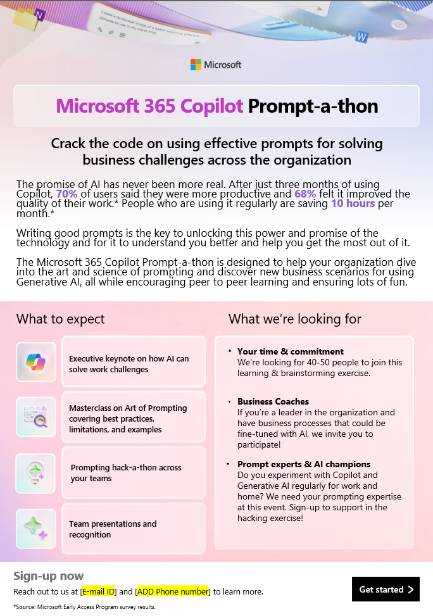 Microsoft
Microsoft 365 Copilot Prompt-a-thon
Crack the code on using effective prompts for solving
business challenges across the organization
The promise of AI has never been more real. After just three months of using
Copilot, 70% of users said they were more productive and 68% felt it improved the
quality of their work.* People who are using it regularly are saving 10 hours per
month.*
Writing good prompts is the key to unlocking this power and promise of the
technology and for it to understand you better and help you get the most out of it.
The Microsoft 365 Copilot Prompt-a-thon is designed to help your organization dive
into the art and science of prompting and discover new business scenarios for using
Generative AI, all while encouraging peer to peer learning and ensuring lots of fun.
What to expect
Executive keynote on how AI can
solve work challenges
Masterclass on Art of Prompting
covering best practices,
limitations, and examples
Prompting hack-a-thon across
your teams
Team presentations and
recognition
What we're looking for
• Your time & commitment
We're looking for 40-50 people to join this
learning & brainstorming exercise.
• Business Coaches
If you're a leader in the organization and
have business processes that could be
fine-tuned with AI, we invite you to
participate!
• Prompt experts & AI champions
Do you experiment with Copilot and
Generative AI regularly for work and
home? We need your prompting expertise
at this event. Sign-up to support in the
hacking exercise!
Sign-up now
Reach out to us at [E-mail ID] and [ADD Phone number] to learn more.
Get started >
*Source: Microsoft Early Access Program survey results.